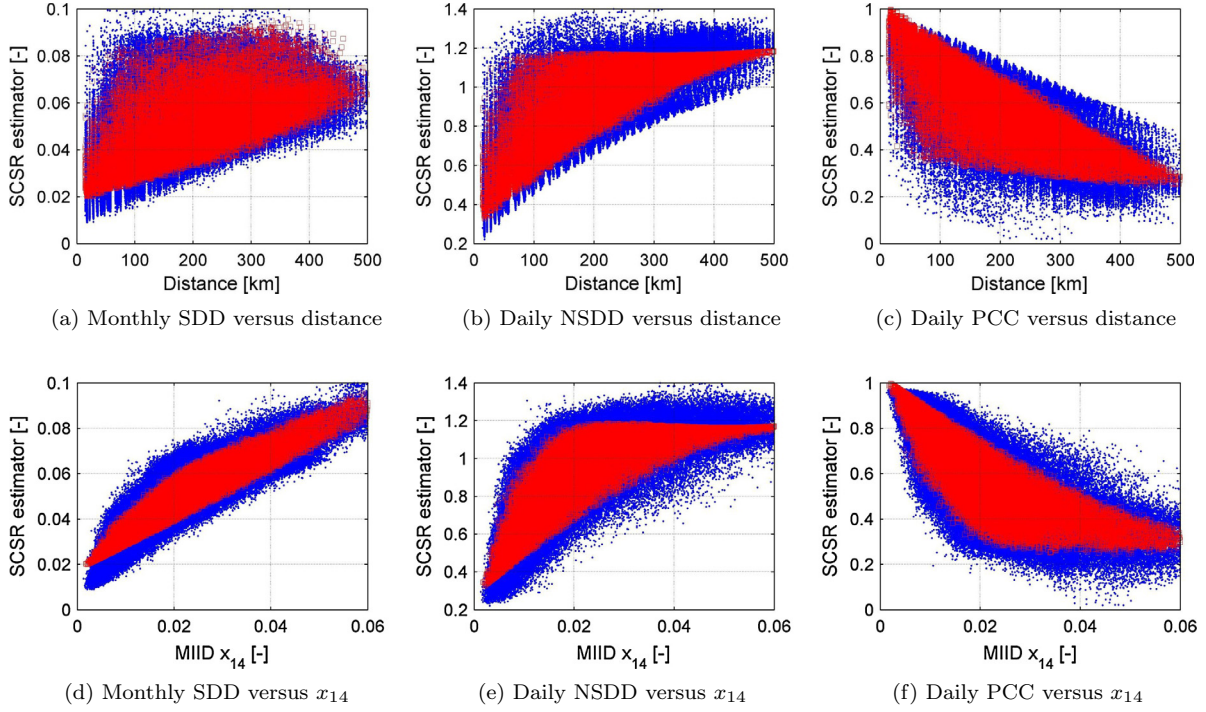 0.1 0.08 0.06 0.04 0.02 0
SCSR estimator [-]
0 100 200 300 400 500
Distance [km]
(a) Monthly SDD versus distance
1.4 1.2 1 0.8 0.6 0.4 0.2
SCSR estimator [-]
0 100 200 300 400 500
Distance [km]
(b) Daily NSDD versus distance
1 0.8 0.6 0.4 0.2 0
SCSR estimator [-]
0 100 200 300 400 500
Distance [km]
(c) Daily PCC versus distance
0.1 0.08 0.06 0.04 0.02 0
SCSR estimator [-]
0 0.02 0.04 0.06
MIID x₁₄ [-]
(d) Monthly SDD versus x₁₄
1.4 1.2 1 0.8 0.6 0.4 0.2
SCSR estimator [-]
0 0.02 0.04 0.06
MIID x₁₄ [-]
(e) Daily NSDD versus x₁₄
1 0.8 0.6 0.4 0.2 0
SCSR estimator [-]
0 0.02 0.04 0.06
MIID x₁₄ [-]
(f) Daily PCC versus x₁₄